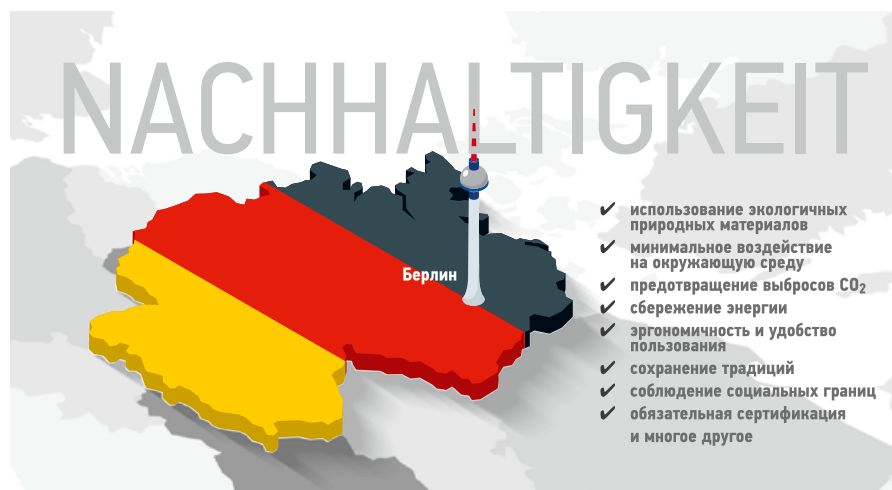 NACHHALTIGKEIT
Берлин
✔ использование экологичных
природных материалов
✔ минимальное воздействие
на окружающую среду
✔ предотвращение выбросов CO₂
✔ сбережение энергии
✔ эргономичность и удобство
пользования
✔ сохранение традиций
✔ соблюдение социальных границ
✔ обязательная сертификация
и многое другое